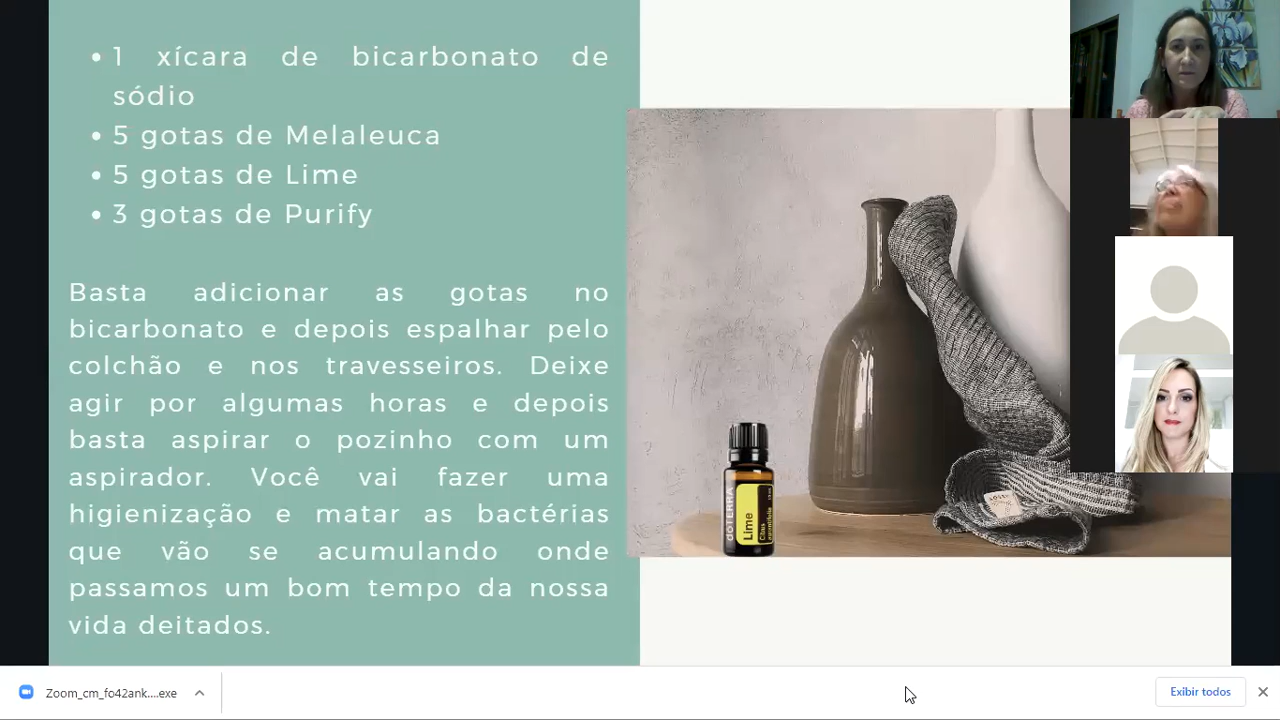 • 1 xícara de bicarbonato de
sódio
• 5 gotas de Melaleuca
• 5 gotas de Lime
• 3 gotas de Purify
Basta adicionar as gotas no
bicarbonato e depois espalhar pelo
colchão e nos travesseiros. Deixe
agir por algumas horas e depois
basta aspirar o pozinho com um
aspirador. Você vai fazer uma
higienização e matar as bactérias
que vão se acumulando onde
passamos um bom tempo da nossa
vida deitados.
dōTERRA
Lime
Citus
Zoom_cm_fo42ank....exe
Exibir todos